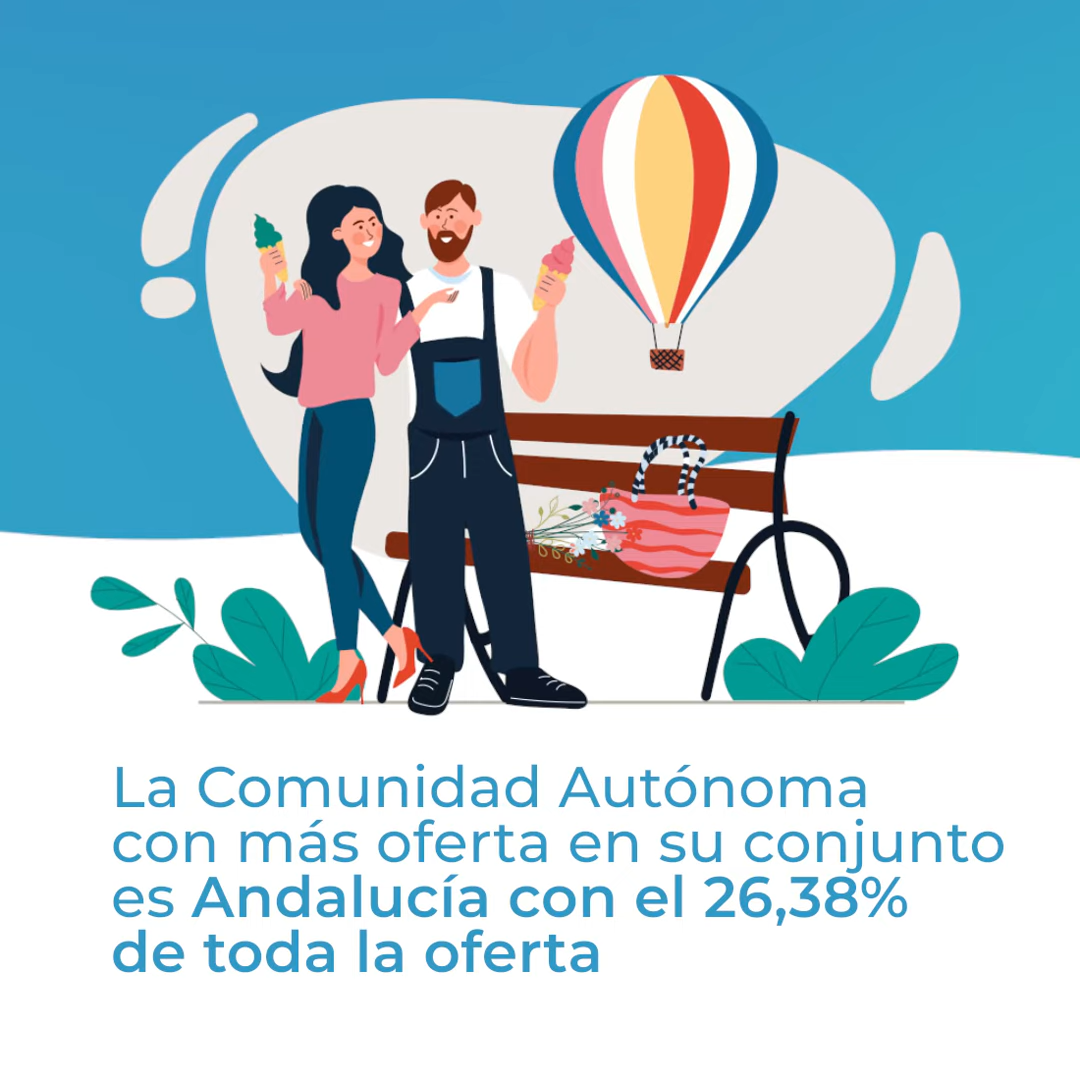 La Comunidad Autónoma
con más oferta en su conjunto
es Andalucía con el 26,38%
de toda la oferta